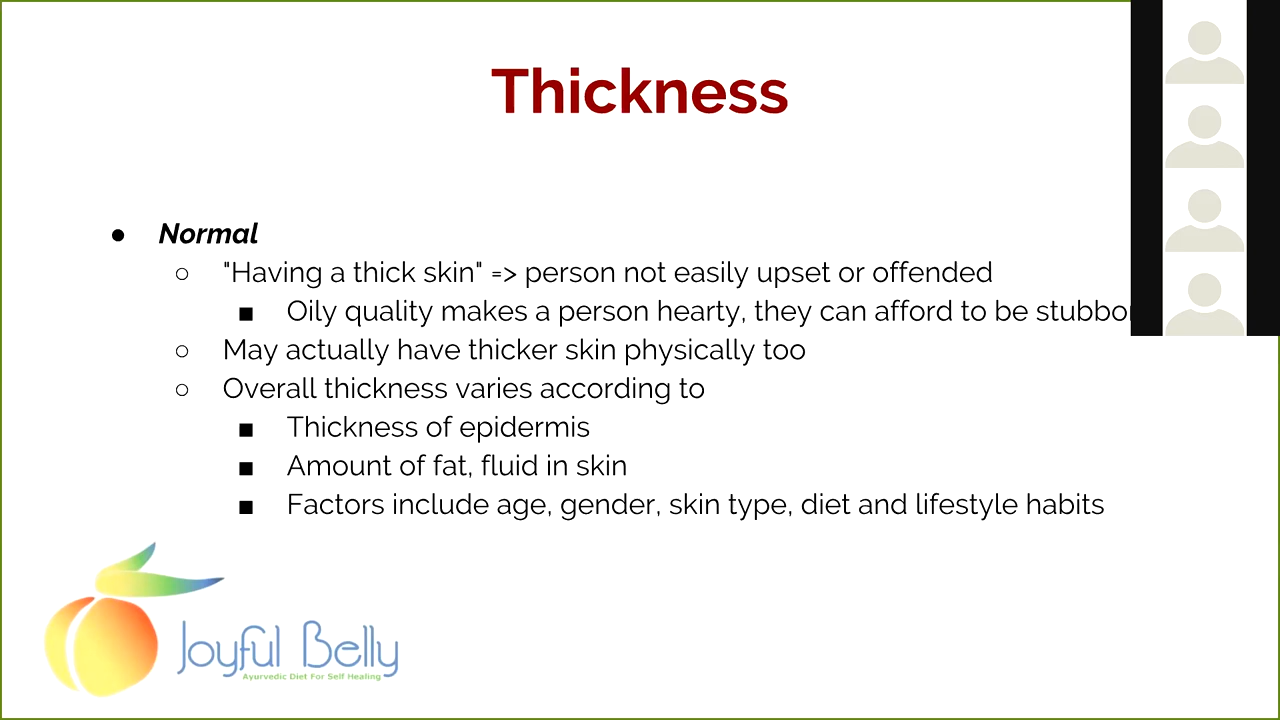 Thickness
● Normal
○ "Having a thick skin" => person not easily upset or offended
■ Oily quality makes a person hearty, they can afford to be
○ May actually have thicker skin physically too
○ Overall thickness varies according to
■ Thickness of epidermis
■ Amount of fat, fluid in skin
■ Factors include age, gender, skin type, diet and lifestyle habits
Joyful Belly
Ayurvedic Diet For Self Healing